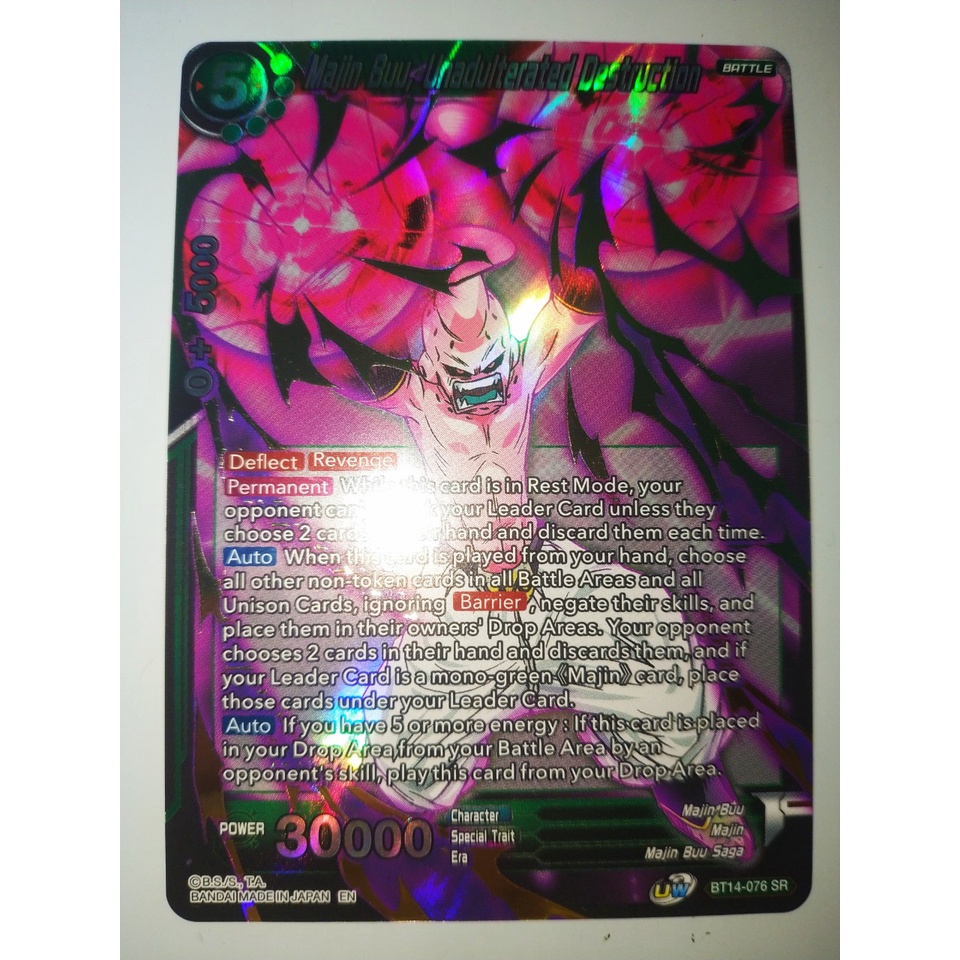 5
Majin Buu, Unadulterated Destruction
BATTLE
0 + 5000
Deflect Revenge
Permanent While this card is in Rest Mode, your
opponent your Leader Card unless they
choose 2 hand and discard them each time.
Auto When this card is played from your hand, choose
all other non-token cards in all Battle Areas and all
Unison Cards, ignoring Barrier, negate their skills, and
place them in their owners' Drop Areas. Your opponent
chooses 2 cards in their hand and discards them, and if
your Leader Card is a mono-green 《Majin》 card, place
those cards under your Leader Card.
Auto If you have 5 or more energy : If this card is placed
in your Drop Area from your Battle Area by an
opponent's skill, play this card from your Drop Area.
POWER 30000
Character Majin Buu
Special Trait Majin
Era Majin Buu Saga
©B.S./S., T.A.
BANDAI MADE IN JAPAN EN
UW BT14-076 SR